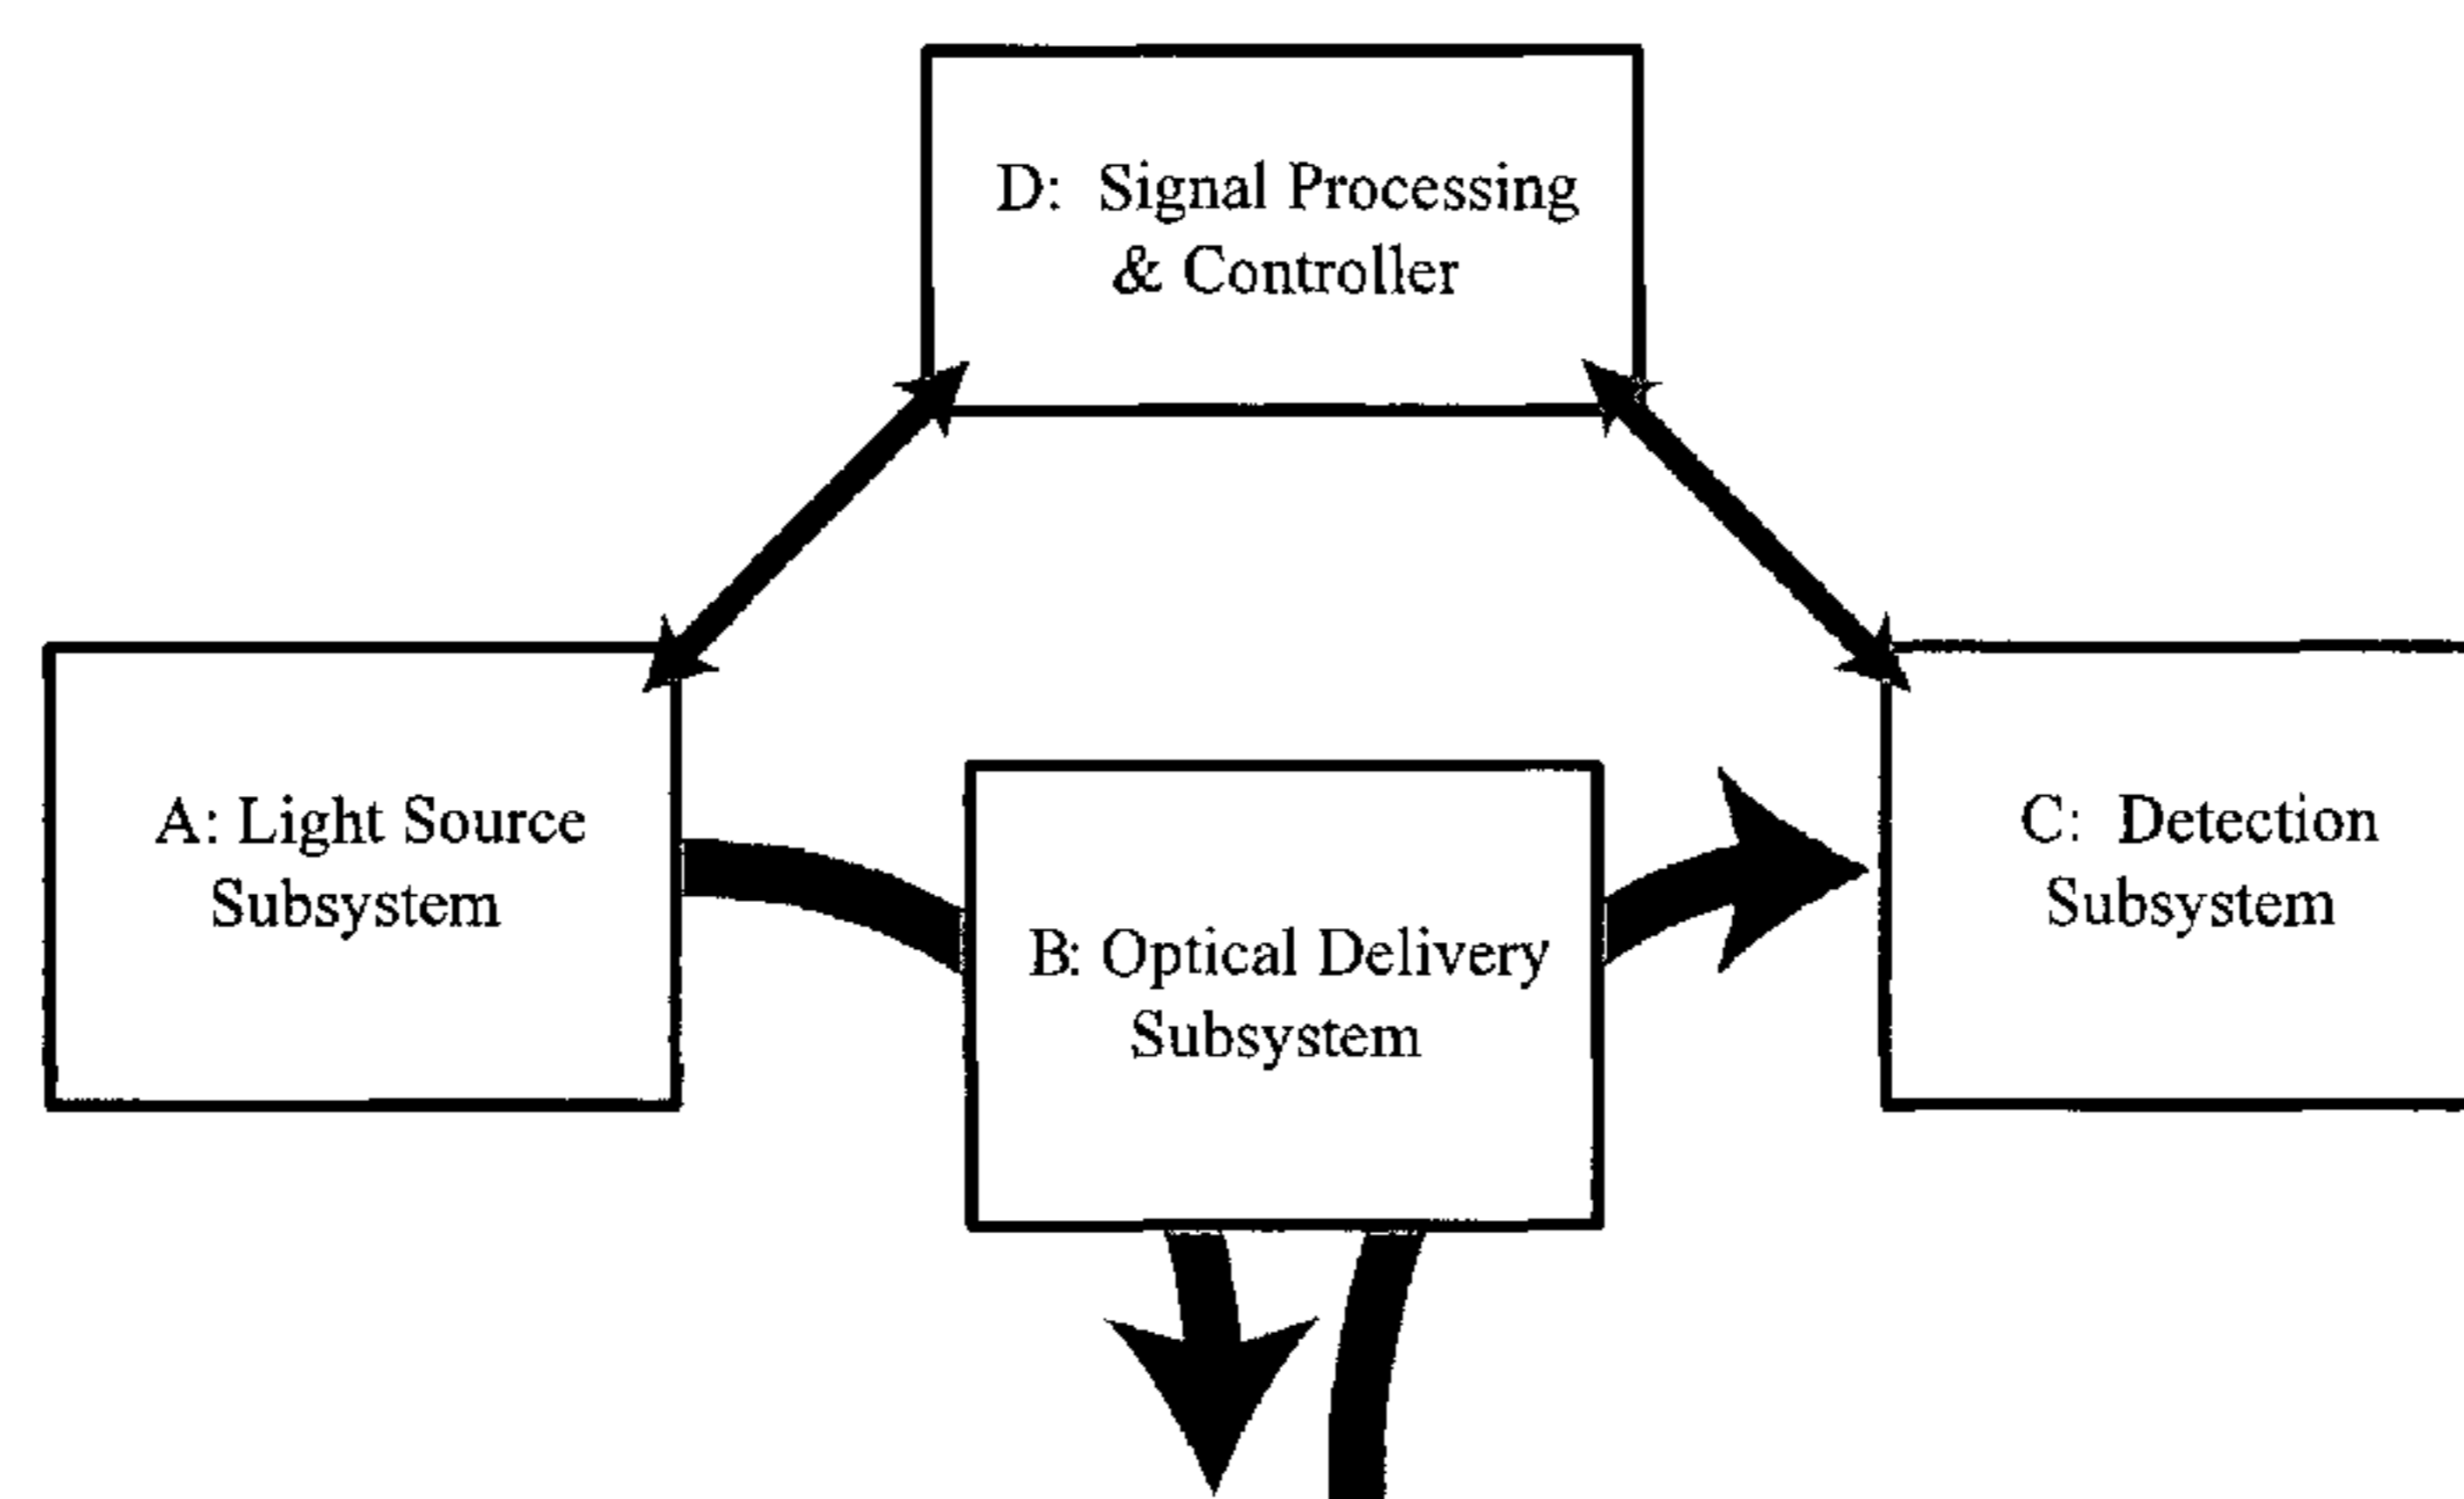 D: Signal Processing
& Controller
A: Light Source
Subsystem
B: Optical Delivery
Subsystem
C: Detection
Subsystem